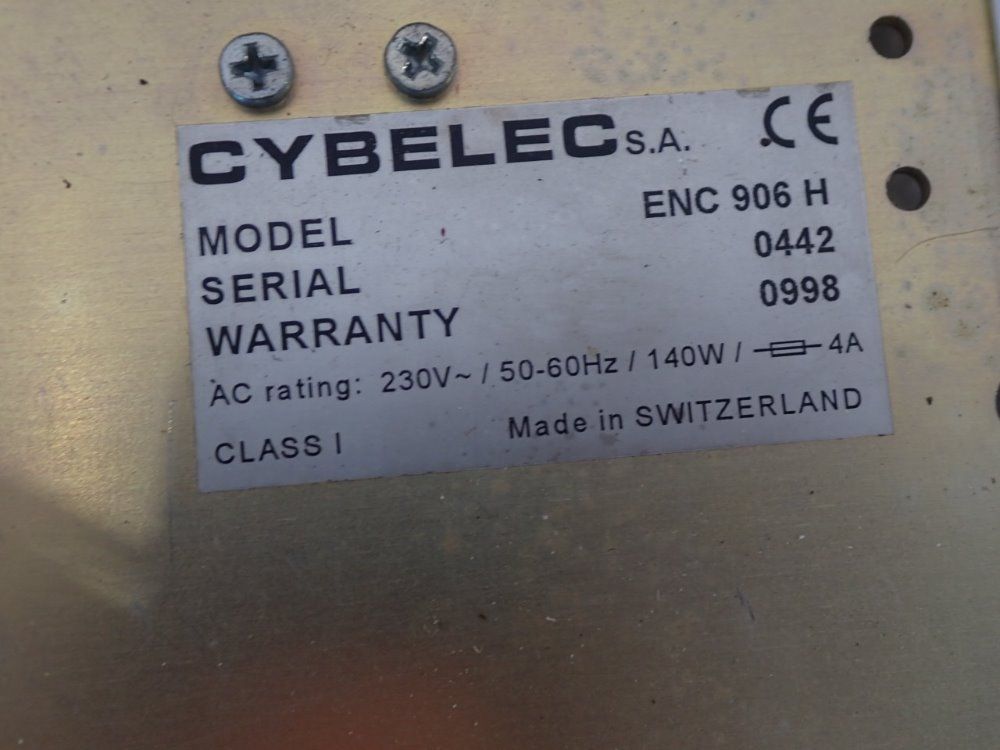 CYBELEC S.A. CE
MODEL ENC 906 H
SERIAL 0442
WARRANTY 0998
AC rating: 230V~ / 50-60Hz / 140W / 4A
CLASS I Made in SWITZERLAND